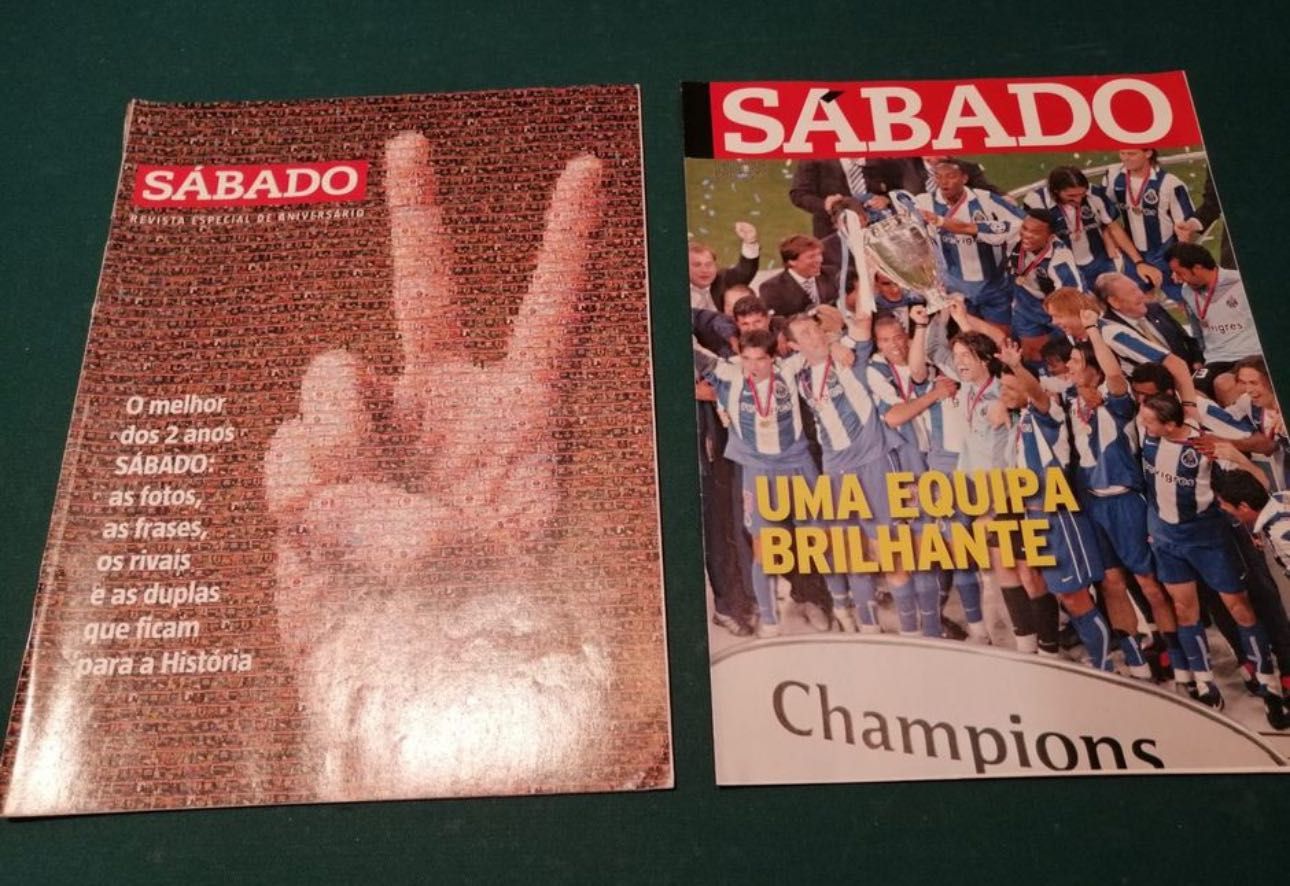 SÁBADO
REVISTA ESPECIAL DE ANIVERSÁRIO
O melhor
dos 2 anos
SÁBADO:
as fotos,
as frases,
os rivais
e as duplas
que ficam
para a História
SÁBADO
UMA EQUIPA
BRILHANTE
Champions